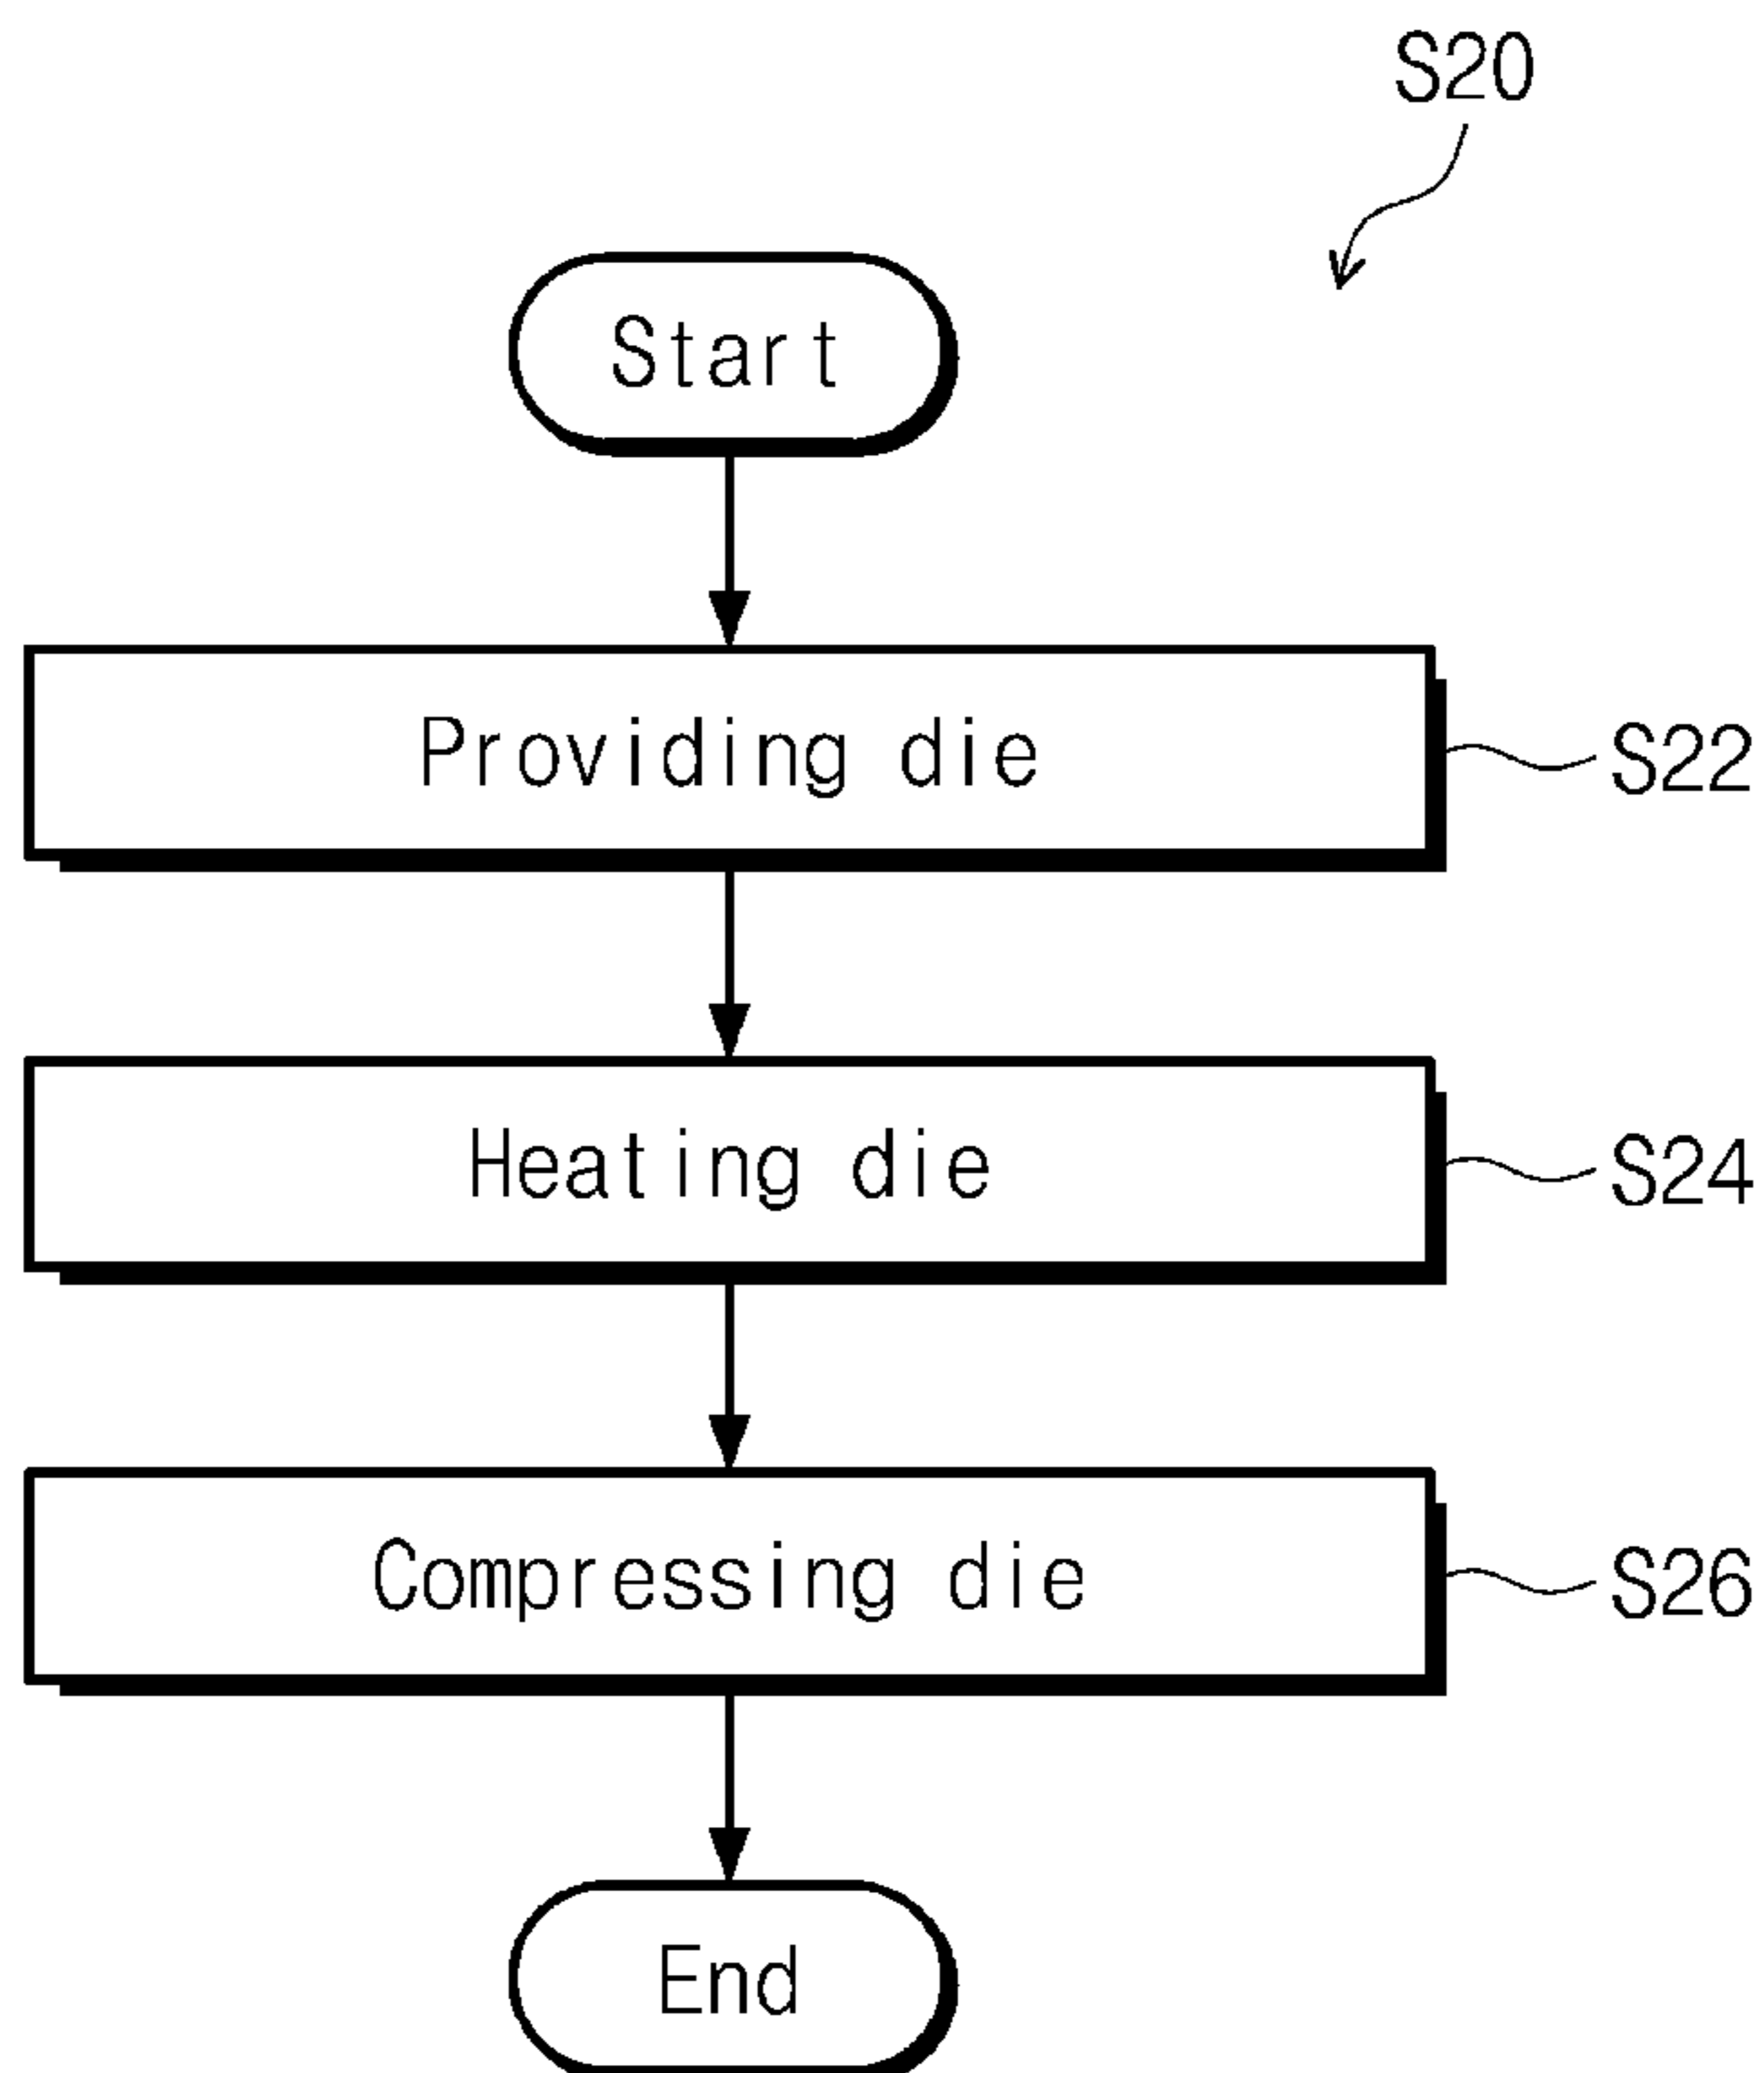 S20
Start
Providing die
S22
Heating die
S24
Compressing die
S26
End